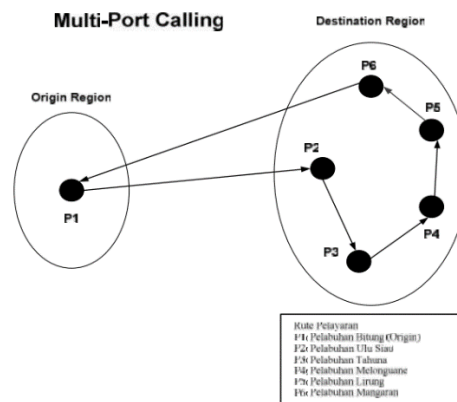 Multi-Port Calling
Destination Region
Origin Region
P6
P5
P2
P1
P4
P3
Rute Pelayaran
P1: Pelabuhan Bitung (Origin)
P2: Pelabuhan Ulu Siau
P3: Pelabuhan Tahuna
P4: Pelabuhan Melonguane
P5: Pelabuhan Lirung
P6: Pelabuhan Mangaran